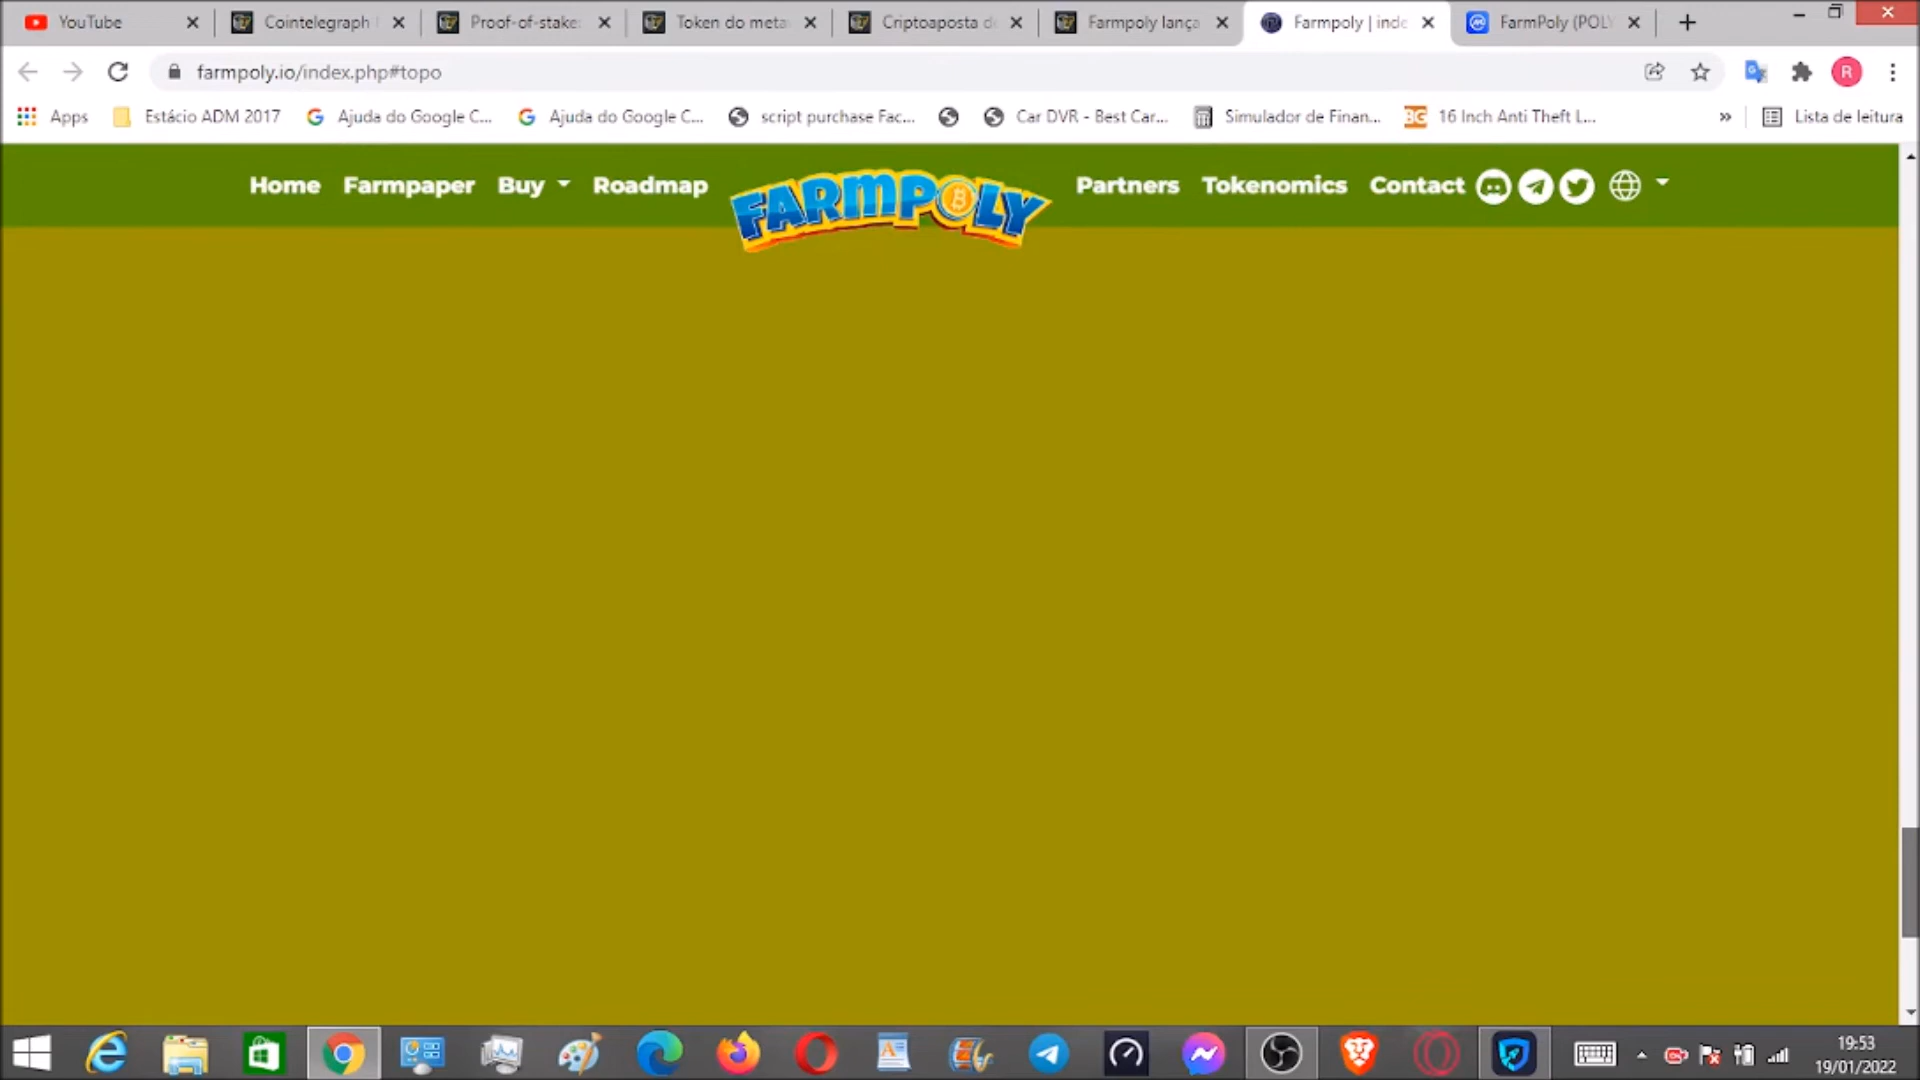 YouTube
Cointelegraph
Proof-of-stake
Token do meta
Criptoaposta de
Farmpoly lança
Farmpoly | inde
FarmPoly (POLY
farmpoly.io/index.php#topo
R
Apps
Estácio ADM 2017
Ajuda do Google C...
Ajuda do Google C...
script purchase Fac...
Car DVR - Best Car...
Simulador de Finan...
BG
16 Inch Anti Theft L...
»
Lista de leitura
Home
Farmpaper
Buy
Roadmap
FARMPOLY
Partners
Tokenomics
Contact
19:53
19/01/2022